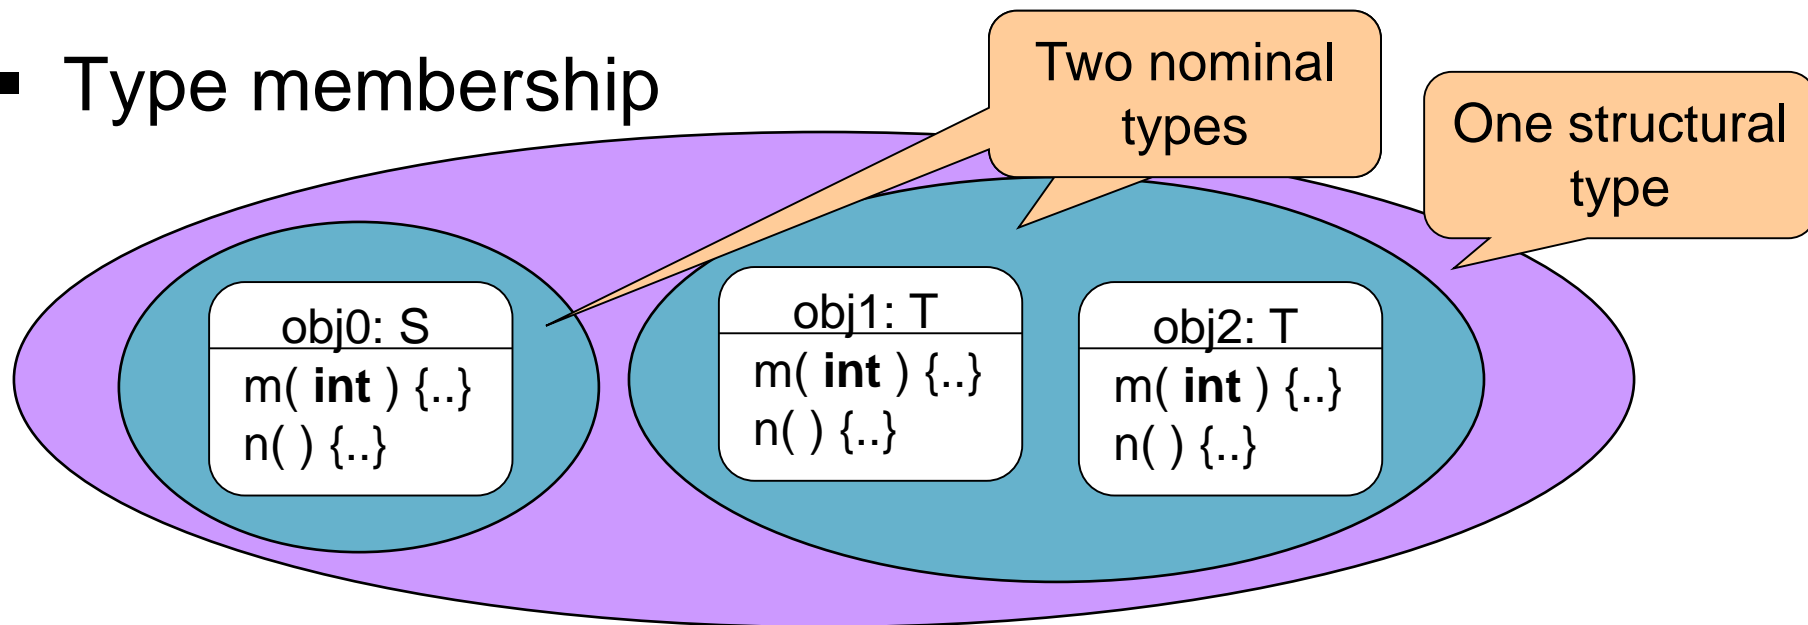 ▪ Type membership
Two nominal
types
One structural
type
obj0: S
m( int ) {..}
n( ) {..}
obj1: T
m( int ) {..}
n( ) {..}
obj2: T
m( int ) {..}
n( ) {..}